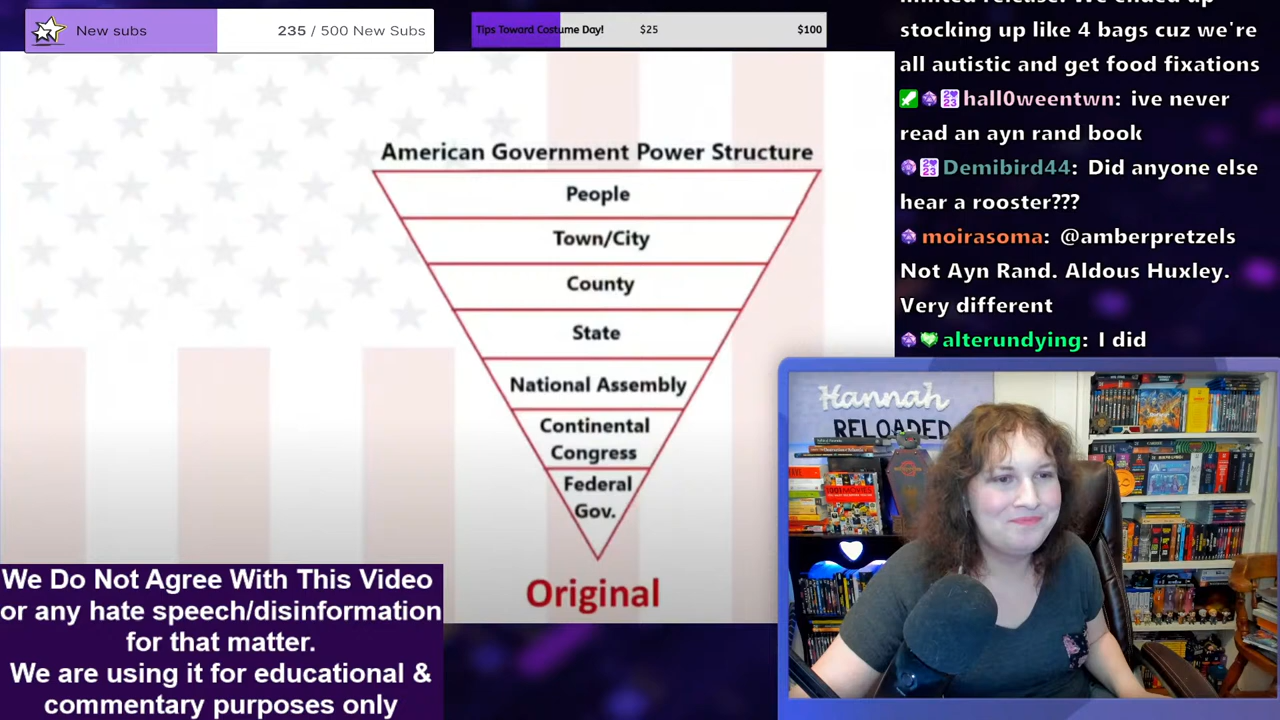 New subs
235 / 500 New Subs
Tips Toward Costume Day!
$25
$100
stocking up like 4 bags cuz we're
all autistic and get food fixations
hall0weentwn: ive never
read an ayn rand book
Demibird44: Did anyone else
hear a rooster???
moirasoma: @amberpretzels
Not Ayn Rand. Aldous Huxley.
Very different
alterundying: I did
American Government Power Structure
People
Town/City
County
State
National Assembly
Continental
Congress
Federal
Gov.
Original
We Do Not Agree With This Video
or any hate speech/disinformation
for that matter.
We are using it for educational &
commentary purposes only
Hannah
RELOADED